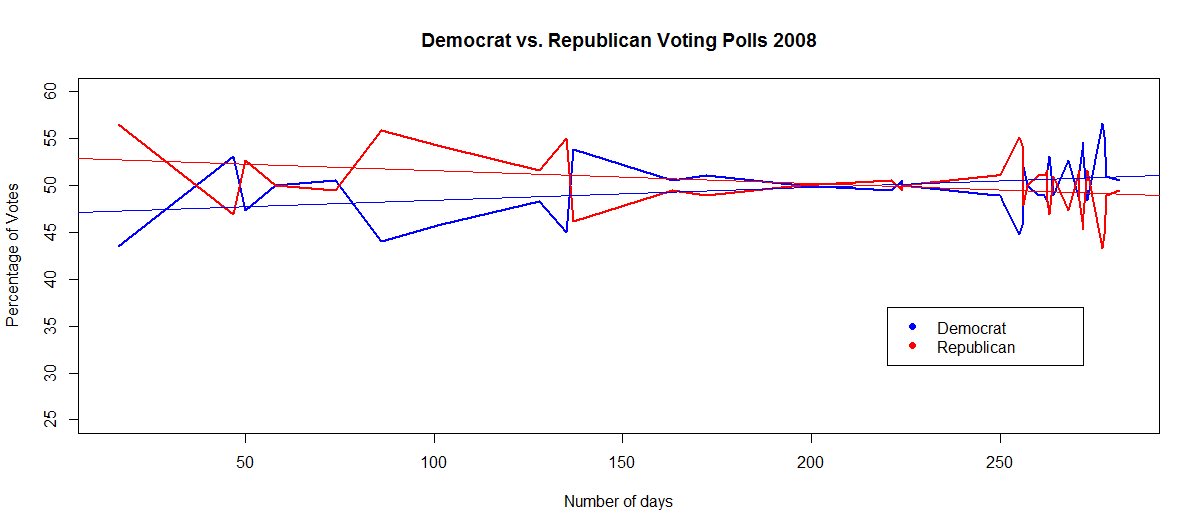 Democrat vs. Republican Voting Polls 2008
Percentage of Votes
60
55
50
45
40
35
30
25
Democrat
Republican
50
100
150
200
250
Number of days